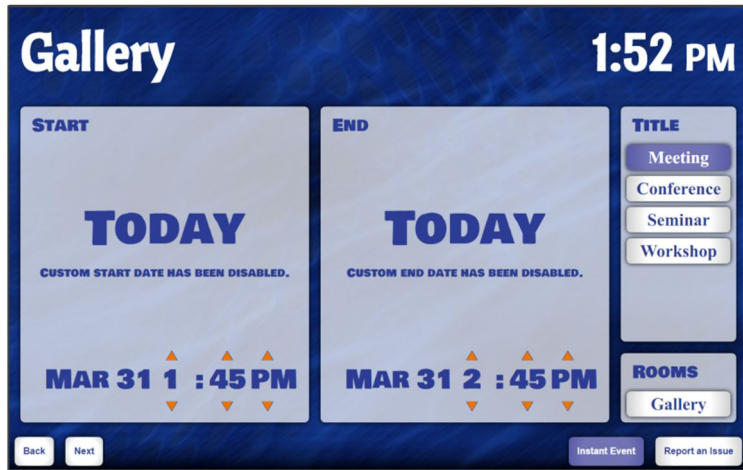 Gallery
1:52 PM
START
TODAY
CUSTOM START DATE HAS BEEN DISABLED.
MAR 31 1 : 45 PM
END
TODAY
CUSTOM END DATE HAS BEEN DISABLED.
MAR 31 2 : 45 PM
TITLE
Meeting
Conference
Seminar
Workshop
ROOMS
Gallery
Back
Next
Instant Event
Report an Issue